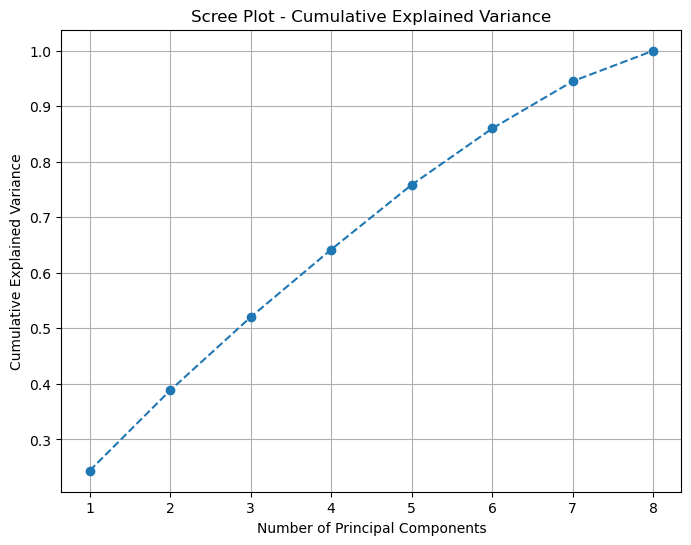 Scree Plot - Cumulative Explained Variance
1.0
0.9
0.8
0.7
0.6
0.5
0.4
0.3
Cumulative Explained Variance
1 2 3 4 5 6 7 8
Number of Principal Components